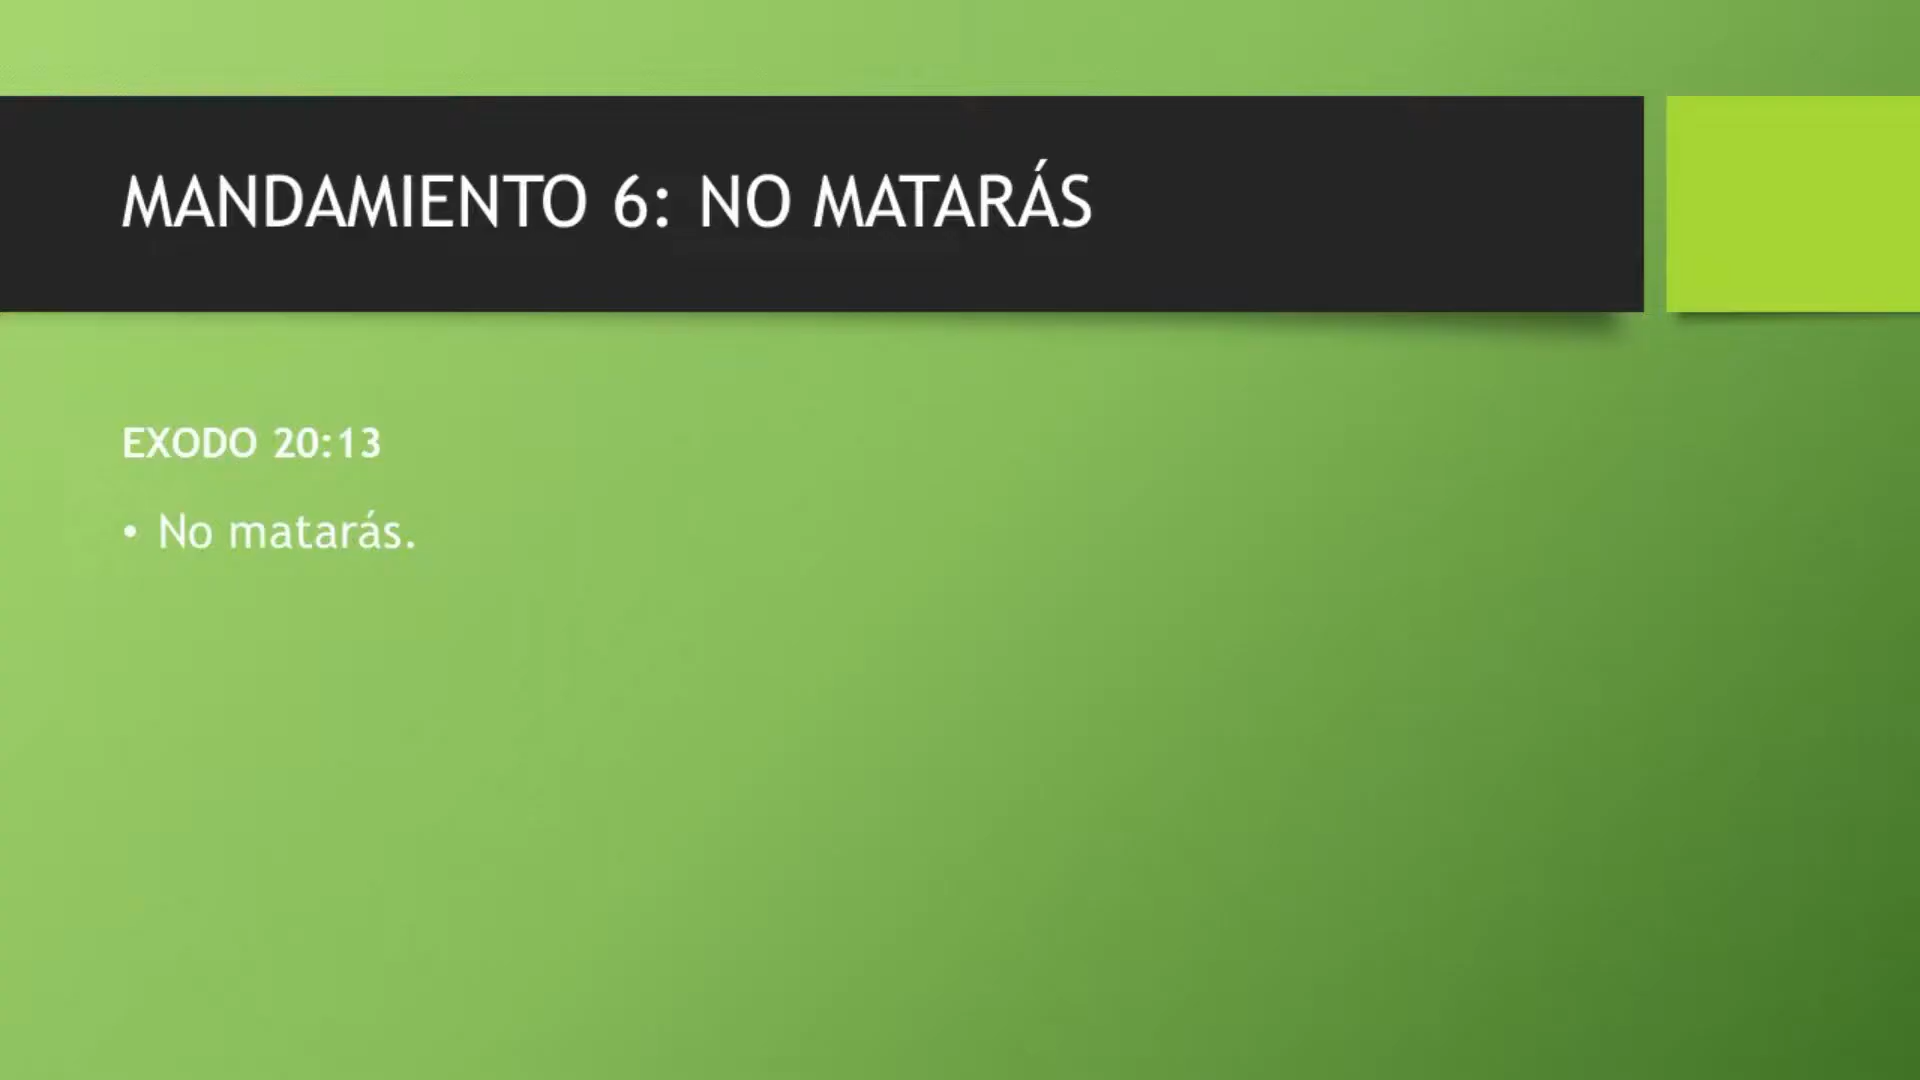 MANDAMIENTO 6: NO MATARÁS
EXODO 20:13
• No matarás.